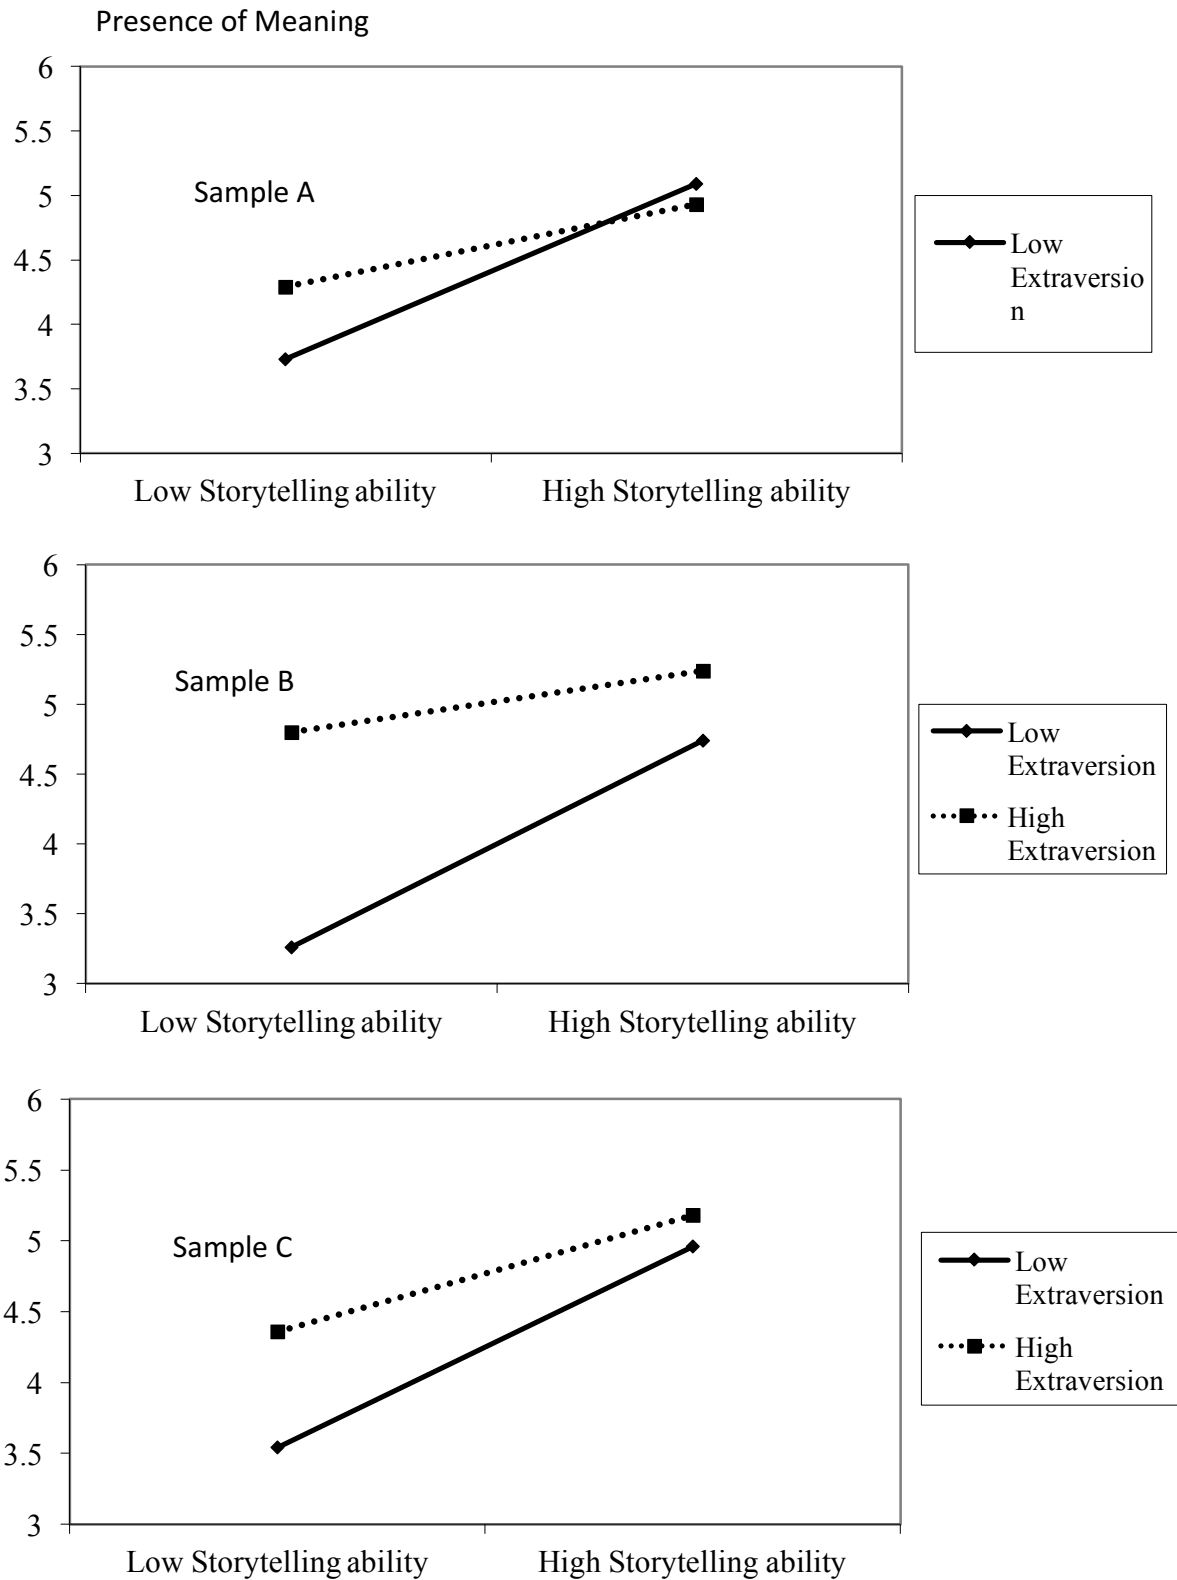 Presence of Meaning
6
5.5
5
4.5
4
3.5
3
Sample A
Low Storytelling ability
High Storytelling ability
Low
Extraversio
n
6
5.5
5
4.5
4
3.5
3
Sample B
Low Storytelling ability
High Storytelling ability
Low
Extraversion
High
Extraversion
6
5.5
5
4.5
4
3.5
3
Sample C
Low Storytelling ability
High Storytelling ability
Low
Extraversion
High
Extraversion